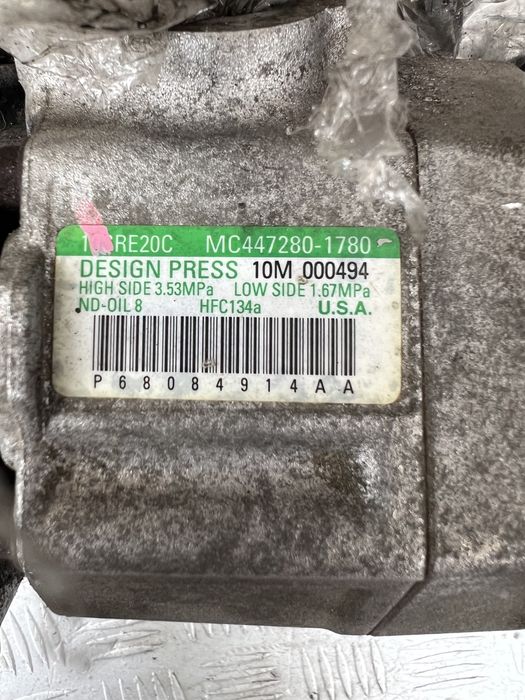 10SRE20C MC447280-1780
DESIGN PRESS 10M 000494
HIGH SIDE 3.53MPa LOW SIDE 1.67MPa
ND-OIL 8 HFC134a U.S.A.
P68084914AA